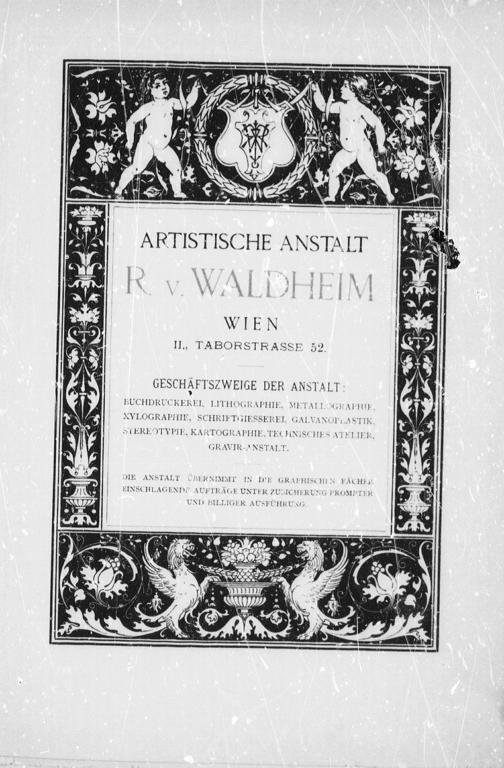 ARTISTISCHE ANSTALT
R. v. WALDHEIM
WIEN
II., TABORSTRASSE 52.
GESCHÄFTSZWEIGE DER ANSTALT:
BUCHDRUCKEREI, LITHOGRAPHIE, METALLOGRAPHIE,
XYLOGRAPHIE, SCHRIFTGIESSEREI, GALVANOPLASTIK,
STEREOTYPIE, KARTOGRAPHIE, TECHNISCHES ATELIER,
GRAVIR-ANSTALT.
DIE ANSTALT ÜBERNIMMT IN DIE GRAPHISCHEN FÄCHER
EINSCHLAGENDE AUFTRÄGE UNTER ZUSICHERUNG PROMPTER
UND BILLIGER AUSFÜHRUNG.